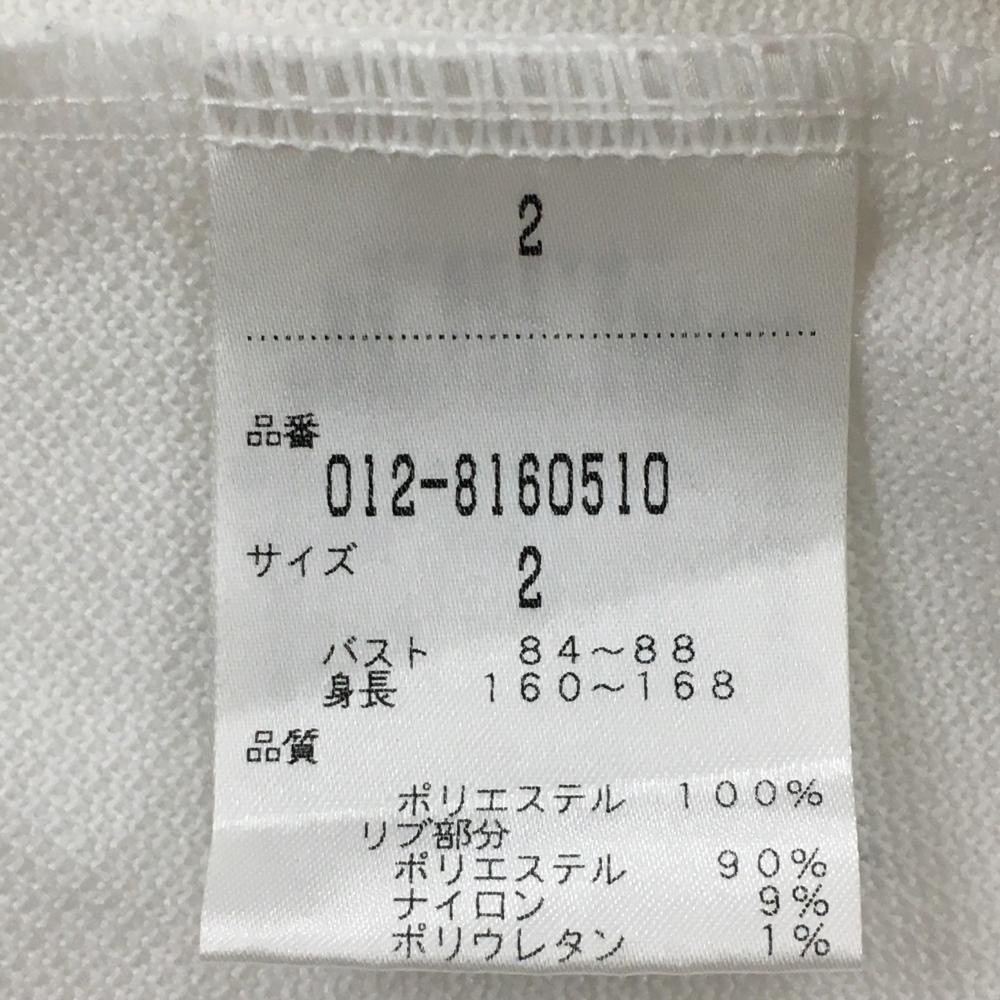 2
品番
012-8160510
サイズ 2
バスト 84～88
身長 160～168
品質
ポリエステル 100%
リブ部分
ポリエステル 90%
ナイロン 9%
ポリウレタン 1%